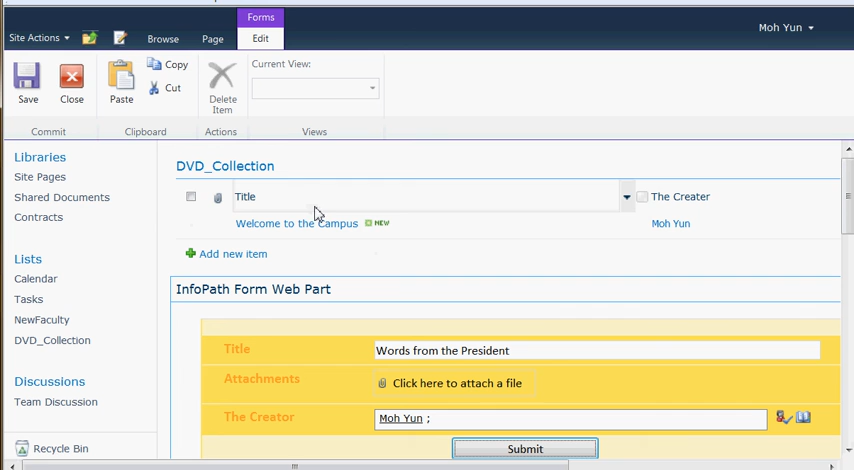 Forms
Moh Yun
Site Actions
Browse
Page
Edit
Save
Close
Paste
Copy
Cut
Delete
Item
Current View:
Commit
Clipboard
Actions
Views
Libraries
Site Pages
Shared Documents
Contracts
Lists
Calendar
Tasks
NewFaculty
DVD_Collection
Discussions
Team Discussion
Recycle Bin
DVD_Collection
Title
The Creater
Welcome to the Campus NEW
Moh Yun
Add new item
InfoPath Form Web Part
Title
Words from the President
Attachments
Click here to attach a file
The Creator
Moh Yun ;
Submit